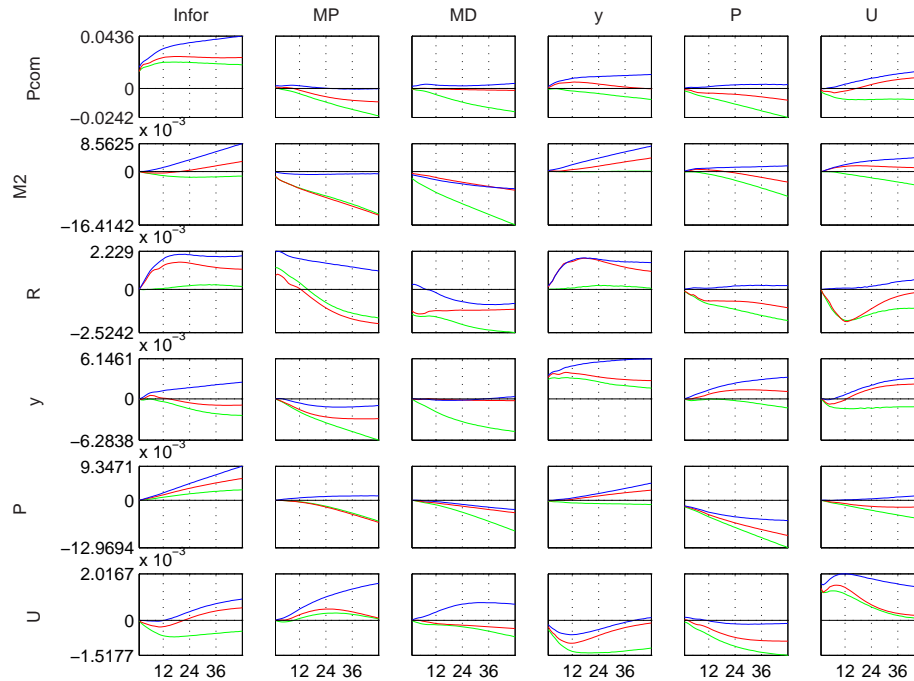 Infor MP MD y P U
Pcom 0.0436 0 −0.0242
x 10⁻³
M2 8.5625 0 −16.4142
x 10⁻³
R 2.229 0 −2.5242
x 10⁻³
y 6.1461 0 −6.2838
x 10⁻³
P 9.3471 0 −12.9694
x 10⁻³
U 2.0167 0 −1.5177
12 24 36 12 24 36 12 24 36 12 24 36 12 24 36 12 24 36